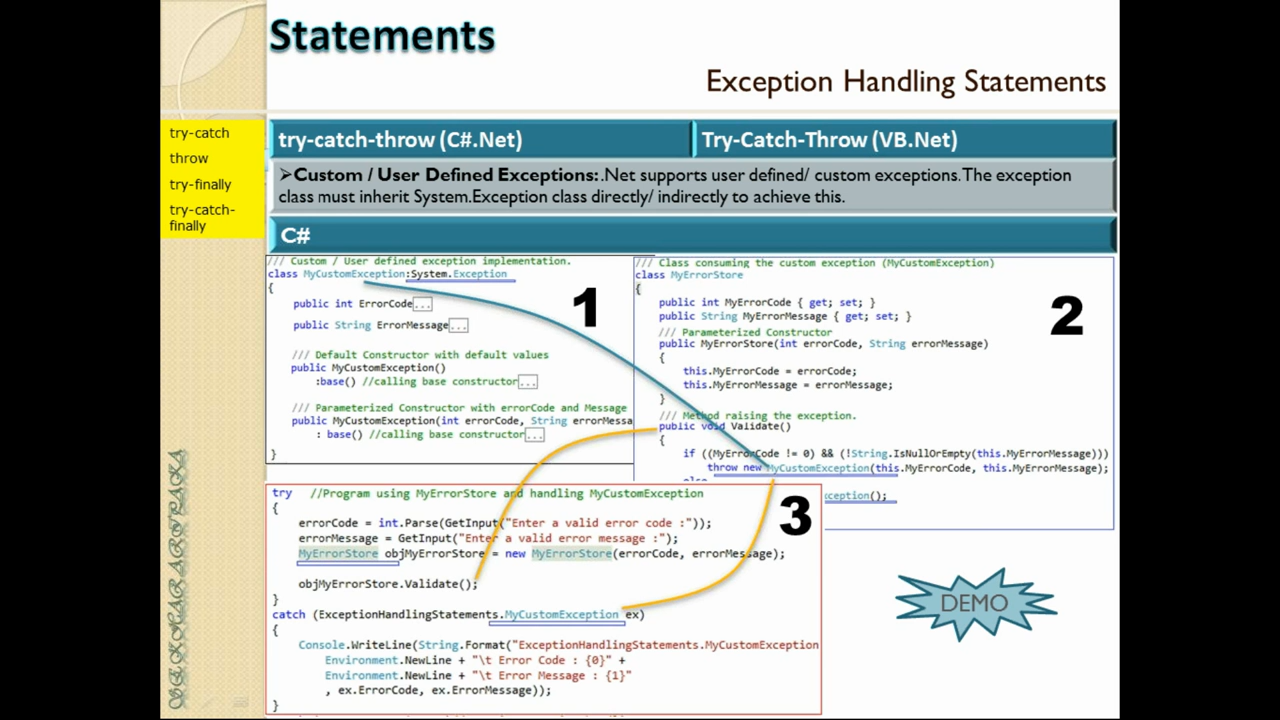 Statements
Exception Handling Statements
try-catch
throw
try-finally
try-catch-
finally
try-catch-throw (C#.Net)
Try-Catch-Throw (VB.Net)
➢Custom / User Defined Exceptions:.Net supports user defined/ custom exceptions.The exception
class must inherit System.Exception class directly/ indirectly to achieve this.
C#
/// Custom / User defined exception implementation.
class MyCustomException:System.Exception
{
public int ErrorCode...
public String ErrorMessage...
/// Default Constructor with default values
public MyCustomException()
:base() //calling base constructor...
/// Parameterized Constructor with errorCode and Message
public MyCustomException(int errorCode, String errorMessa
: base() //calling base constructor...
}
1
/// Class consuming the custom exception (MyCustomException)
class MyErrorStore
{
public int MyErrorCode { get; set; }
public String MyErrorMessage { get; set; }
/// Parameterized Constructor
public MyErrorStore(int errorCode, String errorMessage)
{
this.MyErrorCode = errorCode;
this.MyErrorMessage = errorMessage;
}
/// Method raising the exception.
public void Validate()
{
if ((MyErrorCode != 0) && (!String.IsNullOrEmpty(this.MyErrorMessage)))
throw new MyCustomException(this.MyErrorCode, this.MyErrorMessage);
xception();
2
try //Program using MyErrorStore and handling MyCustomException
{
errorCode = int.Parse(GetInput("Enter a valid error code :"));
errorMessage = GetInput("Enter a valid error message :");
MyErrorStore objMyErrorStore = new MyErrorStore(errorCode, errorMessage);
objMyErrorStore.Validate();
}
catch (ExceptionHandlingStatements.MyCustomException ex)
{
Console.WriteLine(String.Format("ExceptionHandlingStatements.MyCustomException
Environment.NewLine + "\t Error Code : {0}" +
Environment.NewLine + "\t Error Message : {1}"
, ex.ErrorCode, ex.ErrorMessage));
}
3
DEMO